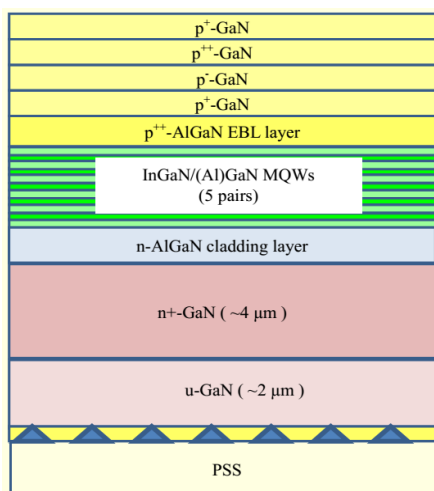 p⁺-GaN
p⁺⁺-GaN
p⁻-GaN
p⁺-GaN
p⁺⁺-AlGaN EBL layer
InGaN/(Al)GaN MQWs
(5 pairs)
n-AlGaN cladding layer
n+-GaN ( ~4 μm )
u-GaN ( ~2 μm )
PSS